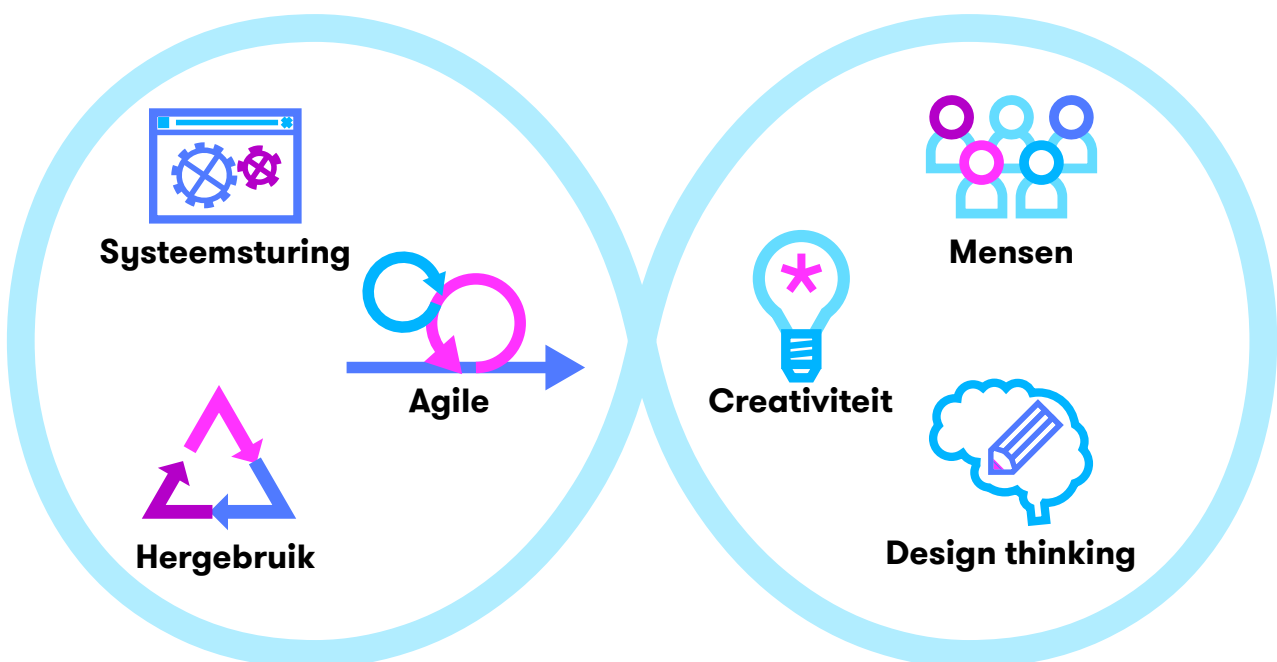 Systeemsturing
Agile
Hergebruik
Mensen
Creativiteit
Design thinking